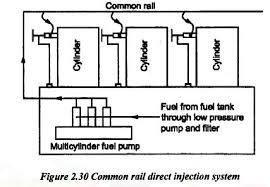 Common rail
Cylinder
Cylinder
Cylinder
Fuel from fuel tank
through low pressure
pump and filter
Multicylinder fuel pump
Figure 2.30 Common rail direct injection system